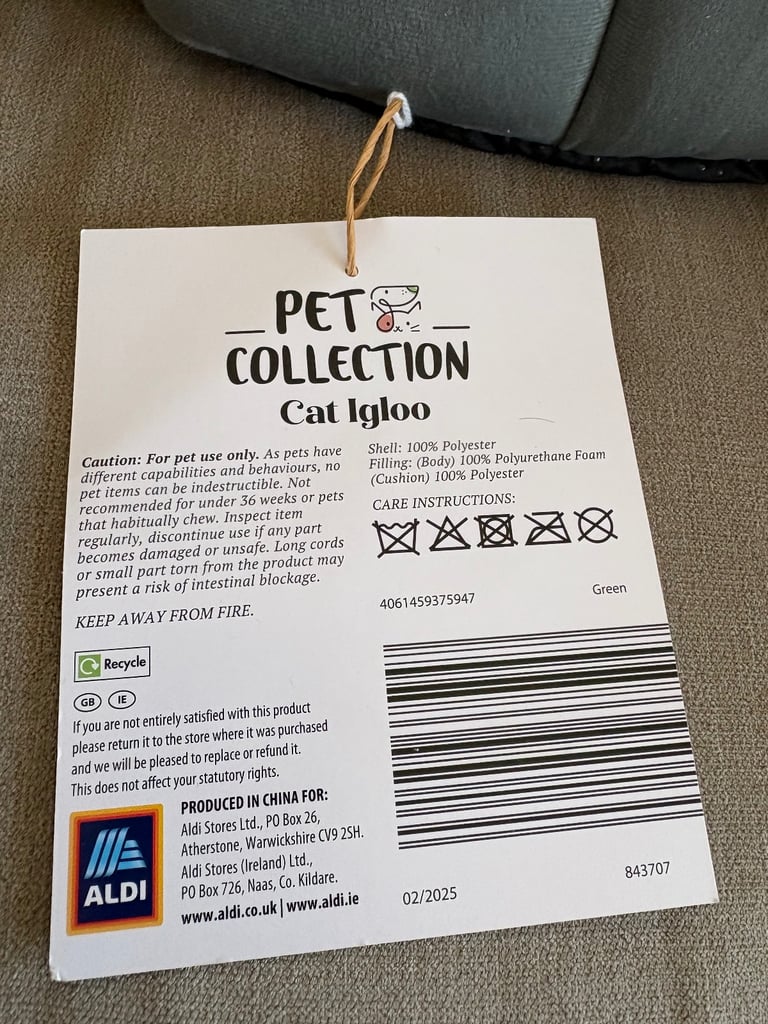 PET
COLLECTION
Cat Igloo
Caution: For pet use only. As pets have
different capabilities and behaviours, no
pet items can be indestructible. Not
recommended for under 36 weeks or pets
that habitually chew. Inspect item
regularly, discontinue use if any part
becomes damaged or unsafe. Long cords
or small part torn from the product may
present a risk of intestinal blockage.
KEEP AWAY FROM FIRE.
Shell: 100% Polyester
Filling: (Body) 100% Polyurethane Foam
(Cushion) 100% Polyester
CARE INSTRUCTIONS:
4061459375947
Green
Recycle
GB IE
If you are not entirely satisfied with this product
please return it to the store where it was purchased
and we will be pleased to replace or refund it.
This does not affect your statutory rights.
ALDI
PRODUCED IN CHINA FOR:
Aldi Stores Ltd., PO Box 26,
Atherstone, Warwickshire CV9 2SH.
Aldi Stores (Ireland) Ltd.,
PO Box 726, Naas, Co. Kildare.
www.aldi.co.uk | www.aldi.ie
02/2025
843707